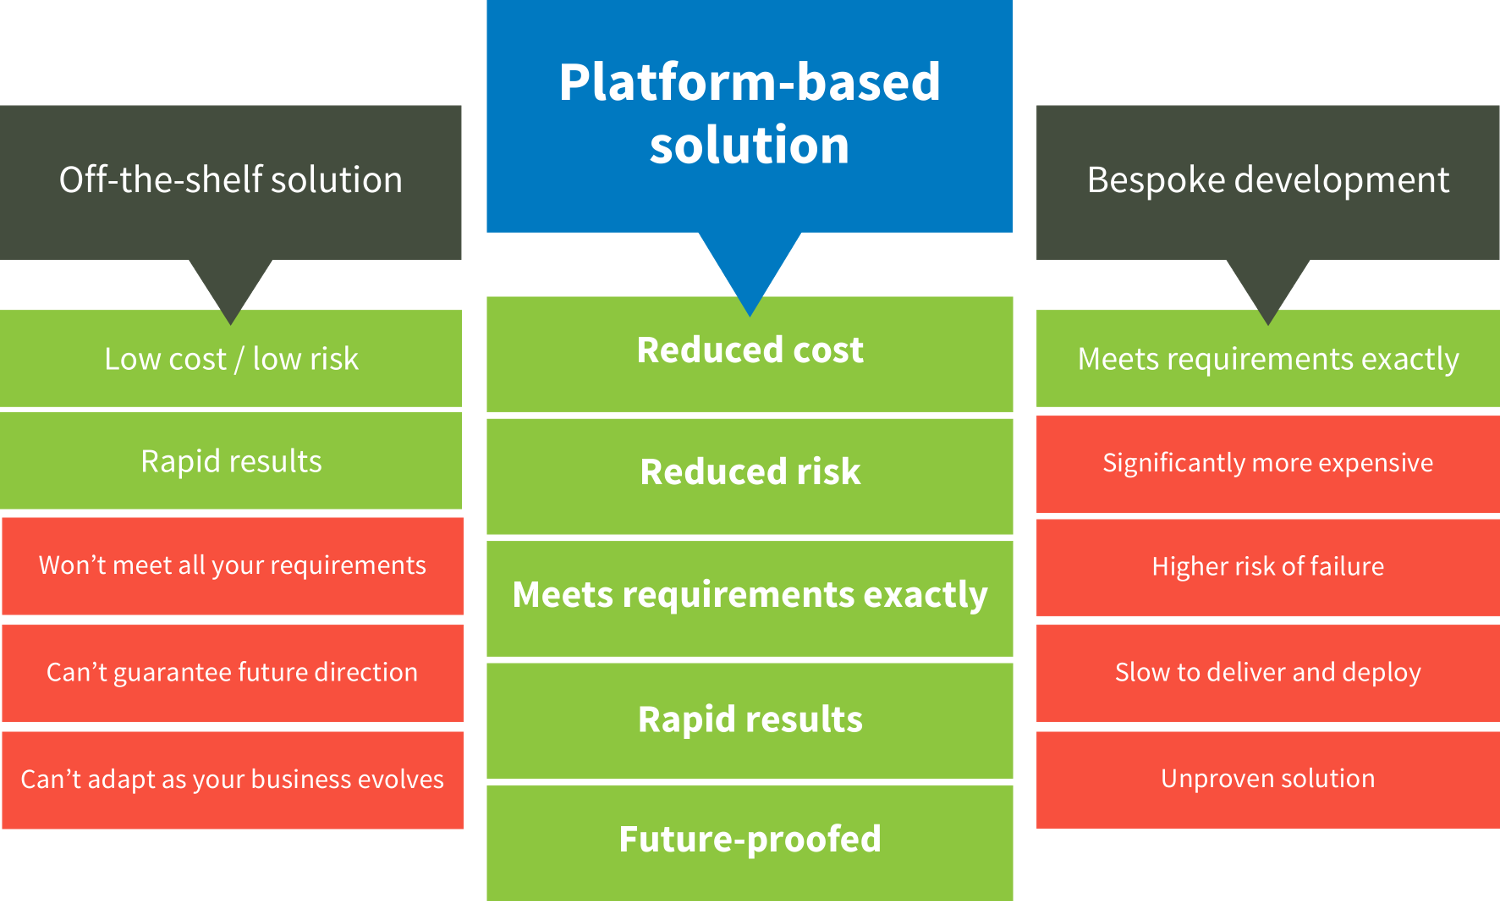 Off-the-shelf solution
Low cost / low risk
Rapid results
Won’t meet all your requirements
Can’t guarantee future direction
Can’t adapt as your business evolves
Platform-based
solution
Reduced cost
Reduced risk
Meets requirements exactly
Rapid results
Future-proofed
Bespoke development
Meets requirements exactly
Significantly more expensive
Higher risk of failure
Slow to deliver and deploy
Unproven solution